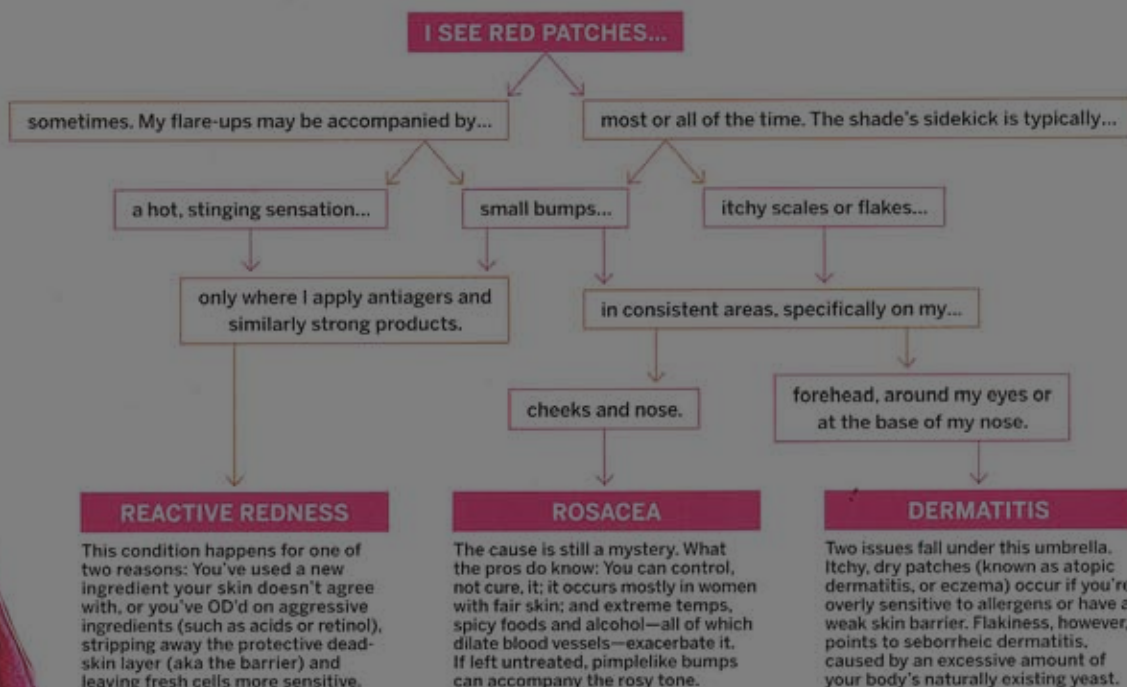 I SEE RED PATCHES...
sometimes. My flare-ups may be accompanied by...
most or all of the time. The shade's sidekick is typically...
a hot, stinging sensation...
small bumps...
itchy scales or flakes...
only where I apply antiagers and
similarly strong products.
in consistent areas, specifically on my...
cheeks and nose.
forehead, around my eyes or
at the base of my nose.
REACTIVE REDNESS
This condition happens for one of
two reasons: You've used a new
ingredient your skin doesn't agree
with, or you've OD'd on aggressive
ingredients (such as acids or retinol),
stripping away the protective dead-
skin layer (aka the barrier) and
leaving fresh cells more sensitive.
ROSACEA
The cause is still a mystery. What
the pros do know: You can control,
not cure, it; it occurs mostly in women
with fair skin; and extreme temps,
spicy foods and alcohol—all of which
dilate blood vessels—exacerbate it.
If left untreated, pimplelike bumps
can accompany the rosy tone.
DERMATITIS
Two issues fall under this umbrella.
Itchy, dry patches (known as atopic
dermatitis, or eczema) occur if you're
overly sensitive to allergens or have a
weak skin barrier. Flakiness, however,
points to seborrheic dermatitis,
caused by an excessive amount of
your body's naturally existing yeast.